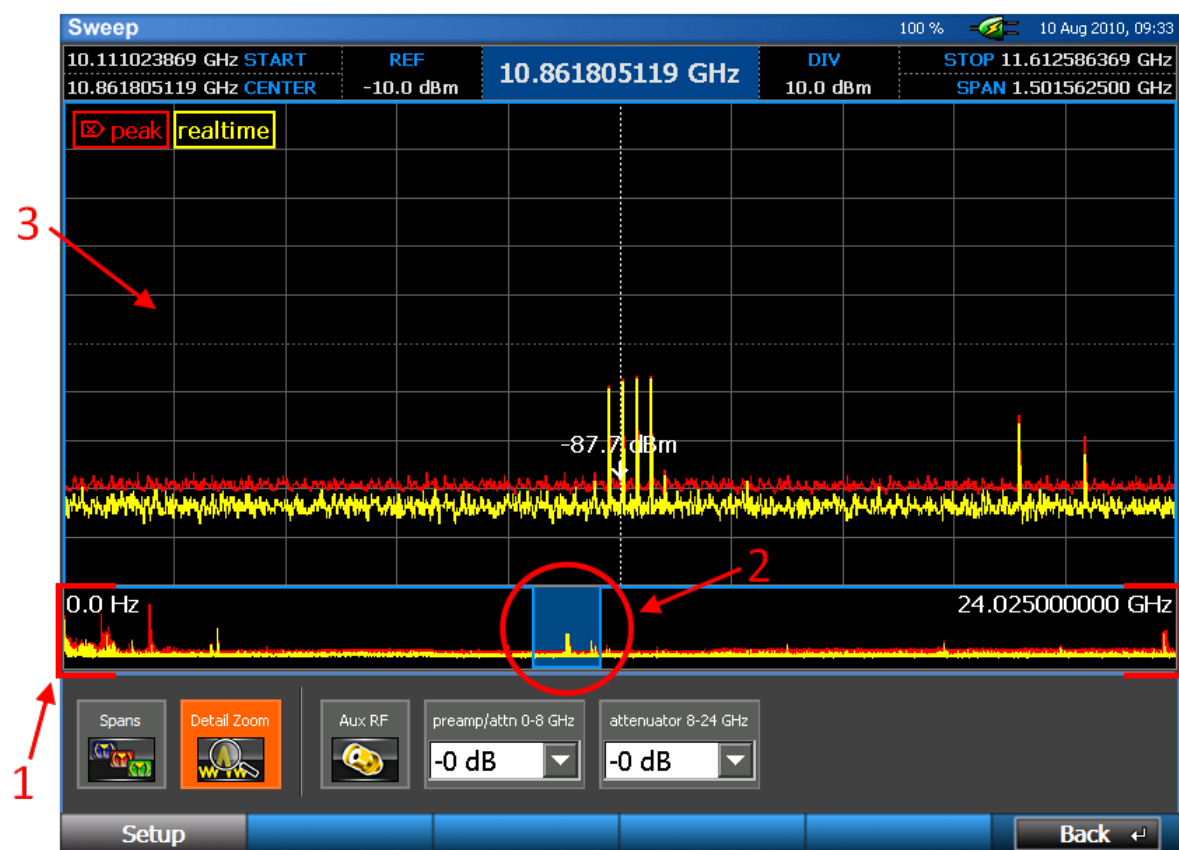 Sweep 100 % 10 Aug 2010, 09:33
10.111023869 GHz START REF 10.861805119 GHz DIV STOP 11.612586369 GHz
10.861805119 GHz CENTER -10.0 dBm 10.0 dBm SPAN 1.501562500 GHz
peak realtime
3
-87.7 dBm
2
0.0 Hz 24.025000000 GHz
Spans Detail Zoom Aux RF preamp/attn 0-8 GHz attenuator 8-24 GHz
-0 dB -0 dB
1
Setup Back